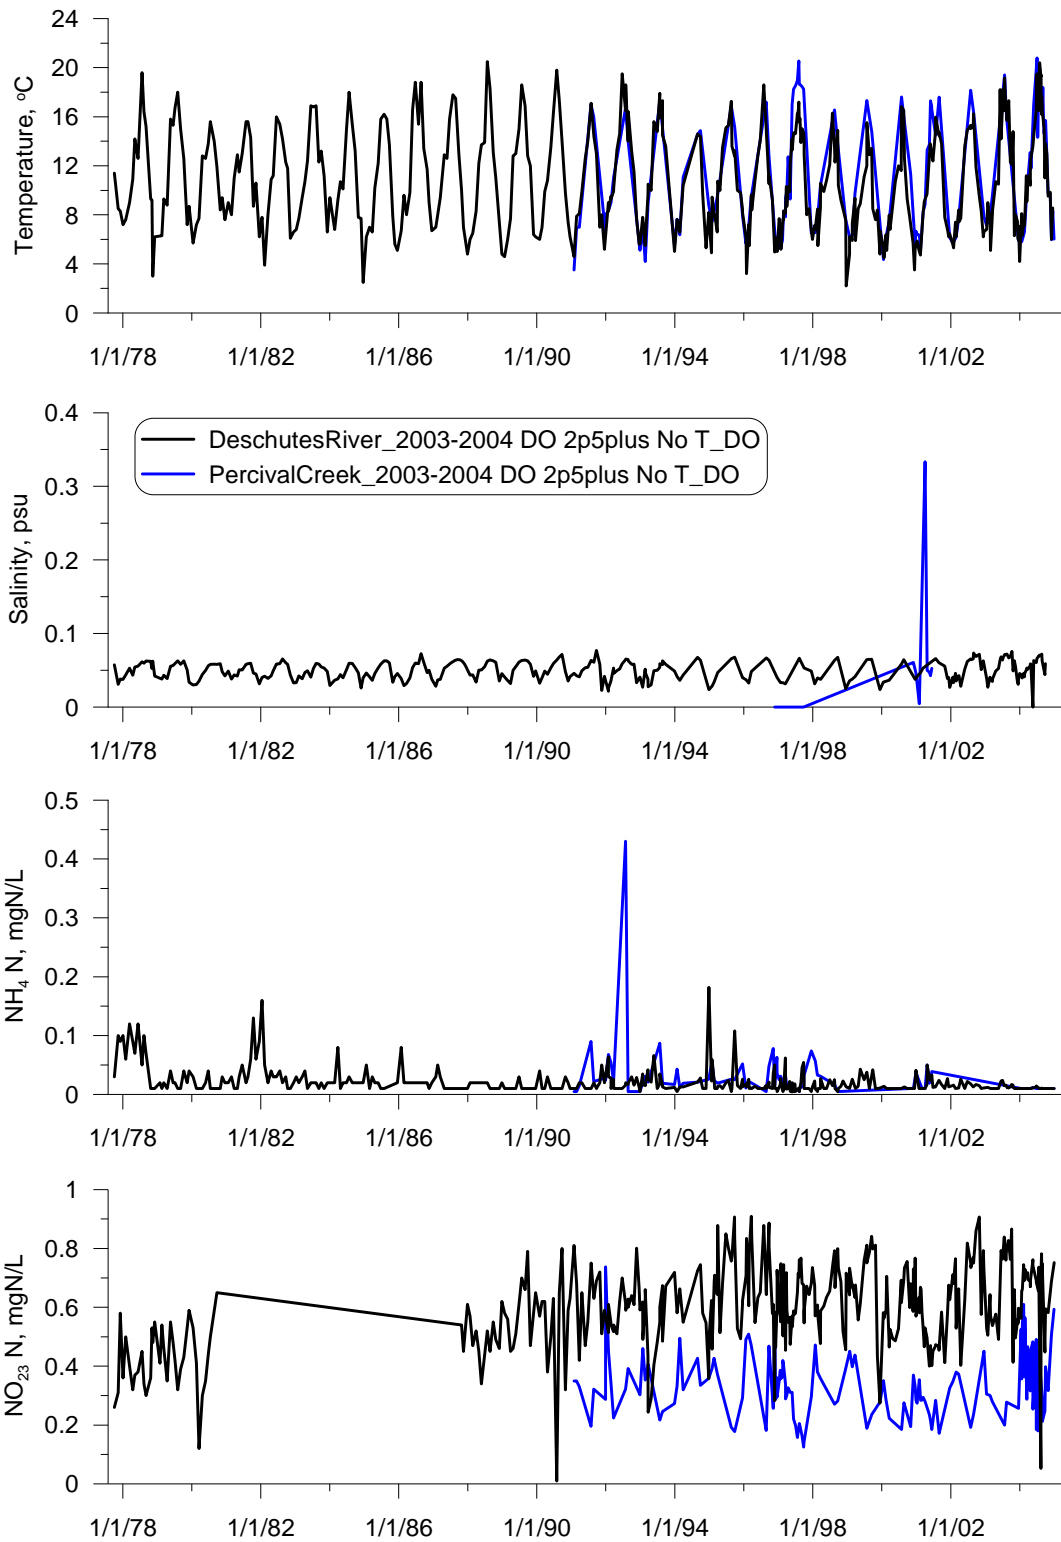 24
20
16
12
8
4
0
Temperature, °C
1/1/78 1/1/82 1/1/86 1/1/90 1/1/94 1/1/98 1/1/02
0.4
0.3
0.2
0.1
0
Salinity, psu
DeschutesRiver_2003-2004 DO 2p5plus No T_DO
PercivalCreek_2003-2004 DO 2p5plus No T_DO
1/1/78 1/1/82 1/1/86 1/1/90 1/1/94 1/1/98 1/1/02
0.5
0.4
0.3
0.2
0.1
0
NH₄ N, mgN/L
1/1/78 1/1/82 1/1/86 1/1/90 1/1/94 1/1/98 1/1/02
1
0.8
0.6
0.4
0.2
0
NO₂₃ N, mgN/L
1/1/78 1/1/82 1/1/86 1/1/90 1/1/94 1/1/98 1/1/02